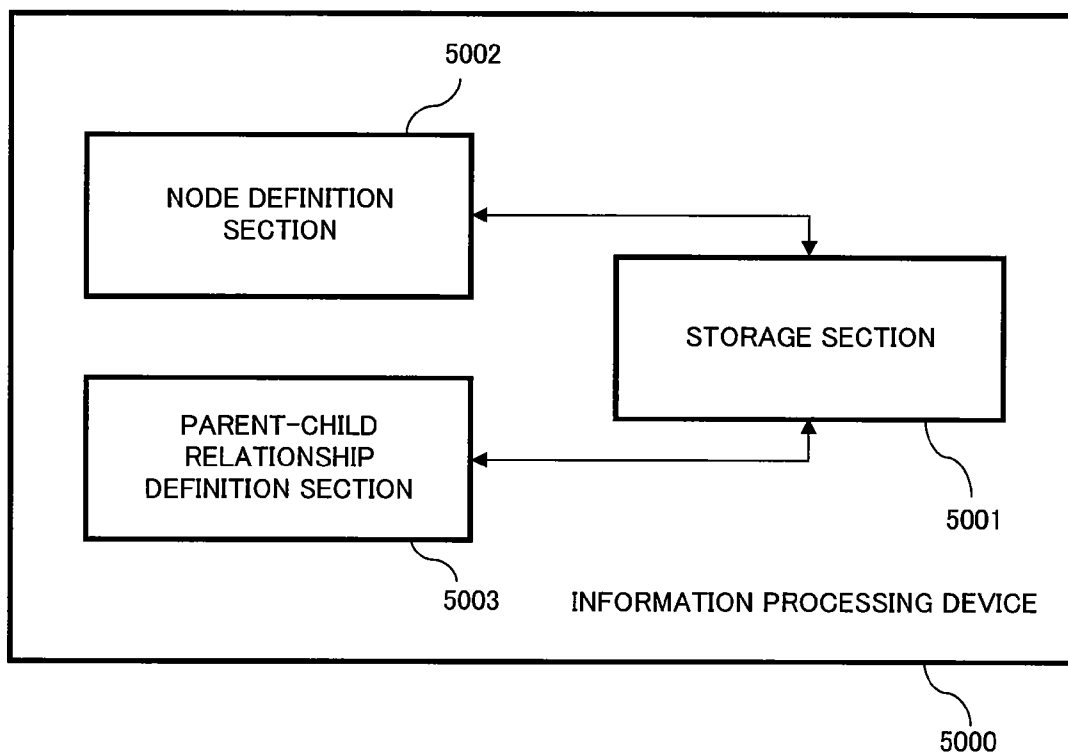 5002
NODE DEFINITION
SECTION
STORAGE SECTION
PARENT-CHILD
RELATIONSHIP
DEFINITION SECTION
5001
5003
INFORMATION PROCESSING DEVICE
5000